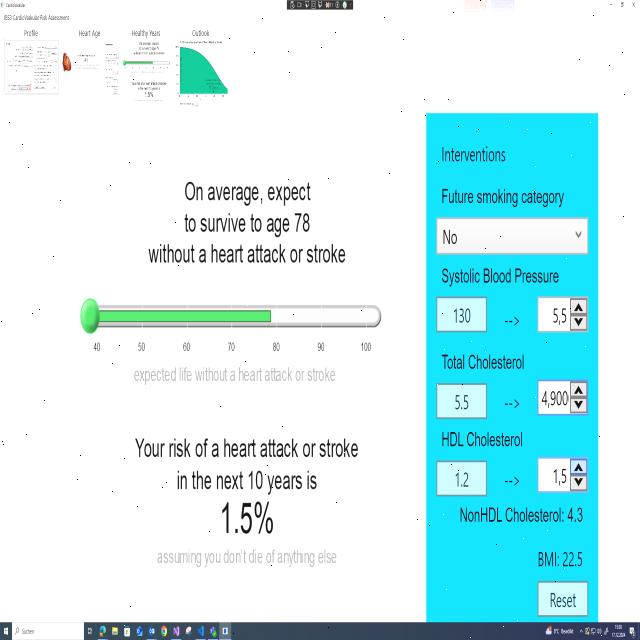 CardioVaskular
JBS3 CardioVaskular Risk Assessment
Profile
Heart Age
Healthy Years
Outlook
On average, expect
to survive to age 78
without a heart attack or stroke
40 50 60 70 80 90 100
expected life without a heart attack or stroke
Your risk of a heart attack or stroke
in the next 10 years is
1.5%
assuming you don't die of anything else
Interventions
Future smoking category
No
Systolic Blood Pressure
130 --> 5,5
Total Cholesterol
5.5 --> 4,900
HDL Cholesterol
1.2 --> 1,5
NonHDL Cholesterol: 4.3
BMI: 22.5
Reset
Suchen